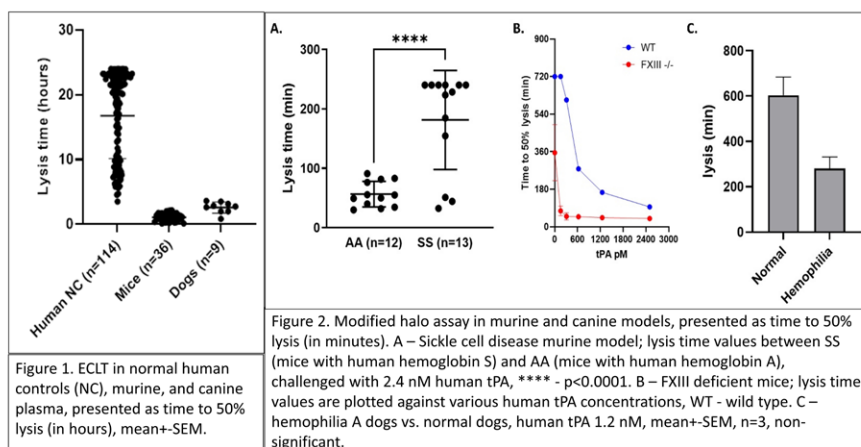 30
20
10
0
Lysis time (hours)
Human NC (n=114)
Mice (n=36)
Dogs (n=9)
Figure 1. ECLT in normal human
controls (NC), murine, and canine
plasma, presented as time to 50%
lysis (in hours), mean+-SEM.
A.
****
300
200
100
0
Lysis time (min)
AA (n=12)
SS (n=13)
B.
WT
FXIII -/-
900
720
540
360
180
0
Time to 50% lysis (min)
0 600 1200 1800 2400 3000
tPA pM
C.
800
600
400
200
0
lysis (min)
Normal
Hemophilia
Figure 2. Modified halo assay in murine and canine models, presented as time to 50%
lysis (in minutes). A – Sickle cell disease murine model; lysis time values between SS
(mice with human hemoglobin S) and AA (mice with human hemoglobin A),
challenged with 2.4 nM human tPA, **** - p<0.0001. B – FXIII deficient mice; lysis time
values are plotted against various human tPA concentrations, WT - wild type. C –
hemophilia A dogs vs. normal dogs, human tPA 1.2 nM, mean+-SEM, n=3, non-
significant.